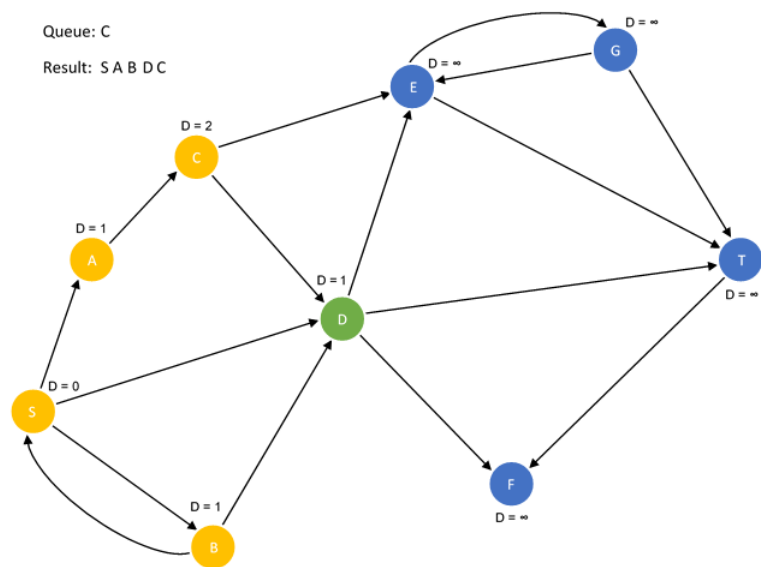 Queue: C
D = ∞
G
Result: S A B D C
D = ∞
E
D = 2
C
D = 1
A
T
D = 1
D = ∞
D
D = 0
S
F
D = 1
D = ∞
B